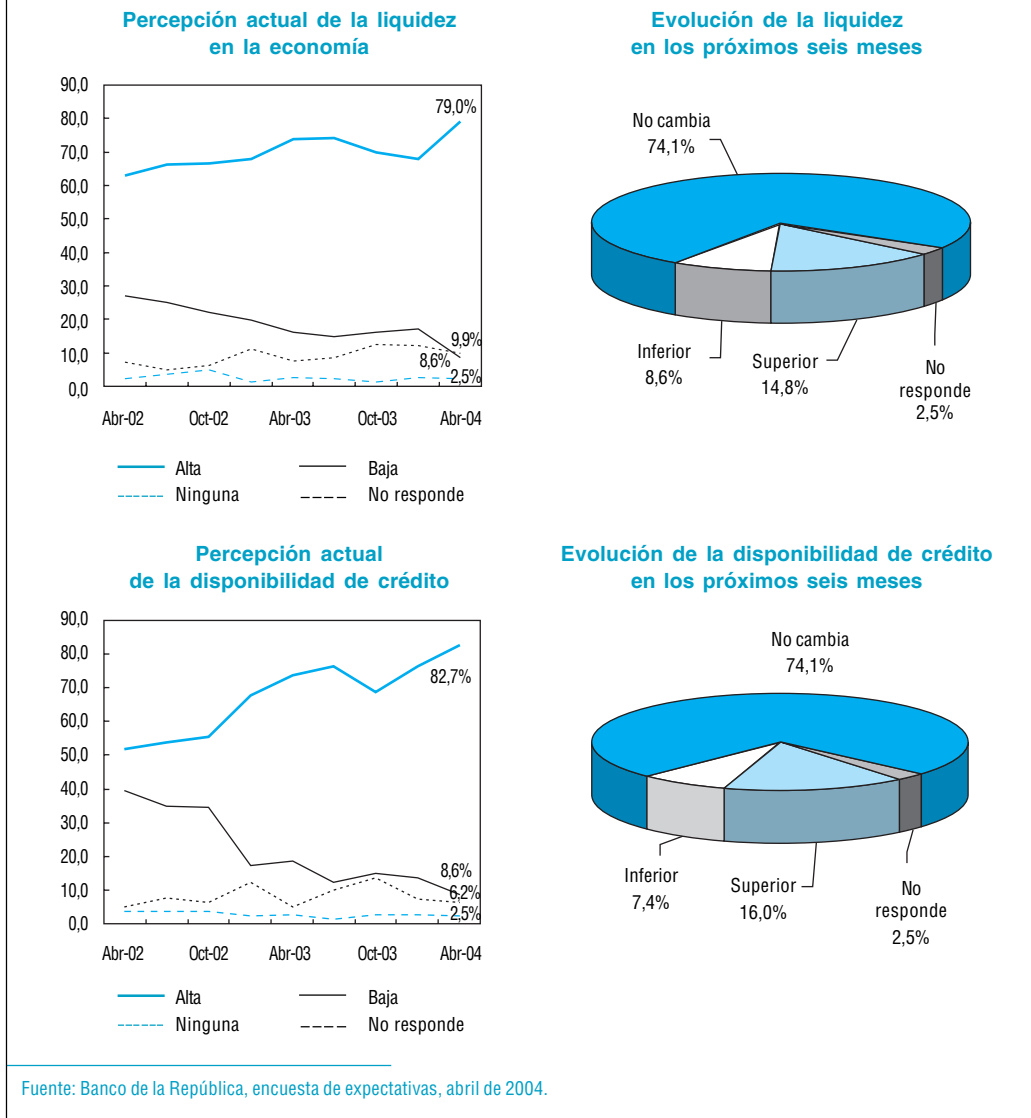 Percepción actual de la liquidez
en la economía
90,0
80,0
70,0
60,0
50,0
40,0
30,0
20,0
10,0
0,0
79,0%
9,9%
8,6%
2,5%
Abr-02
Oct-02
Abr-03
Oct-03
Abr-04
Alta
Baja
Ninguna
No responde
Evolución de la liquidez
en los próximos seis meses
No cambia
74,1%
Inferior
8,6%
Superior
14,8%
No
responde
2,5%
Percepción actual
de la disponibilidad de crédito
90,0
80,0
70,0
60,0
50,0
40,0
30,0
20,0
10,0
0,0
82,7%
8,6%
6,2%
2,5%
Abr-02
Oct-02
Abr-03
Oct-03
Abr-04
Alta
Baja
Ninguna
No responde
Evolución de la disponibilidad de crédito
en los próximos seis meses
No cambia
74,1%
Inferior
7,4%
Superior
16,0%
No
responde
2,5%
Fuente: Banco de la República, encuesta de expectativas, abril de 2004.